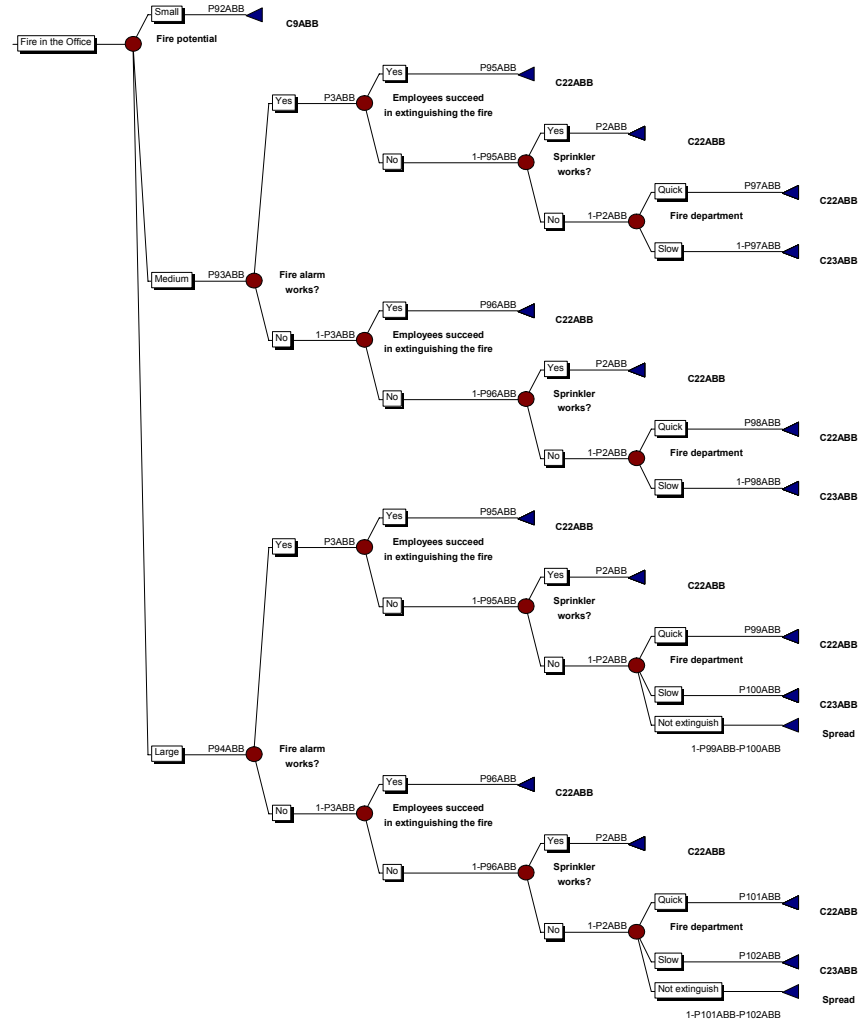 Small
P92ABB
C9ABB
Fire in the Office
Fire potential
Yes
P95ABB
C22ABB
Yes
P3ABB
Employees succeed
in extinguishing the fire
Yes
P2ABB
C22ABB
No
1-P95ABB
Sprinkler
works?
Quick
P97ABB
C22ABB
No
1-P2ABB
Fire department
Slow
1-P97ABB
C23ABB
Medium
P93ABB
Fire alarm
works?
Yes
P96ABB
C22ABB
No
1-P3ABB
Employees succeed
in extinguishing the fire
Yes
P2ABB
C22ABB
No
1-P96ABB
Sprinkler
works?
Quick
P98ABB
C22ABB
No
1-P2ABB
Fire department
Slow
1-P98ABB
C23ABB
Yes
P95ABB
C22ABB
Yes
P3ABB
Employees succeed
in extinguishing the fire
Yes
P2ABB
C22ABB
No
1-P95ABB
Sprinkler
works?
Quick
P99ABB
C22ABB
No
1-P2ABB
Fire department
Slow
P100ABB
C23ABB
Not extinguish
Spread
1-P99ABB-P100ABB
Large
P94ABB
Fire alarm
works?
Yes
P96ABB
C22ABB
No
1-P3ABB
Employees succeed
in extinguishing the fire
Yes
P2ABB
C22ABB
No
1-P96ABB
Sprinkler
works?
Quick
P101ABB
C22ABB
No
1-P2ABB
Fire department
Slow
P102ABB
C23ABB
Not extinguish
Spread
1-P101ABB-P102ABB